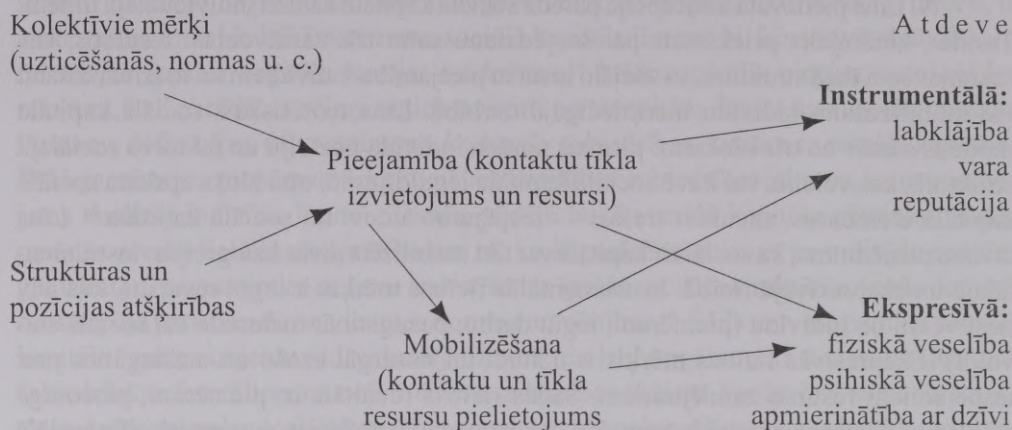 Kolektīvie mērķi
(uzticēšanās, normas u. c.)
Atdeve
Instrumentālā:
labklājība
vara
reputācija
Pieejamība (kontaktu tīkla
izvietojums un resursi)
Struktūras un
pozīcijas atšķirības
Mobilizēšana
(kontaktu un tīkla
resursu pielietojums
Ekspresīvā:
fiziskā veselība
psihiskā veselība
apmierinātība ar dzīvi